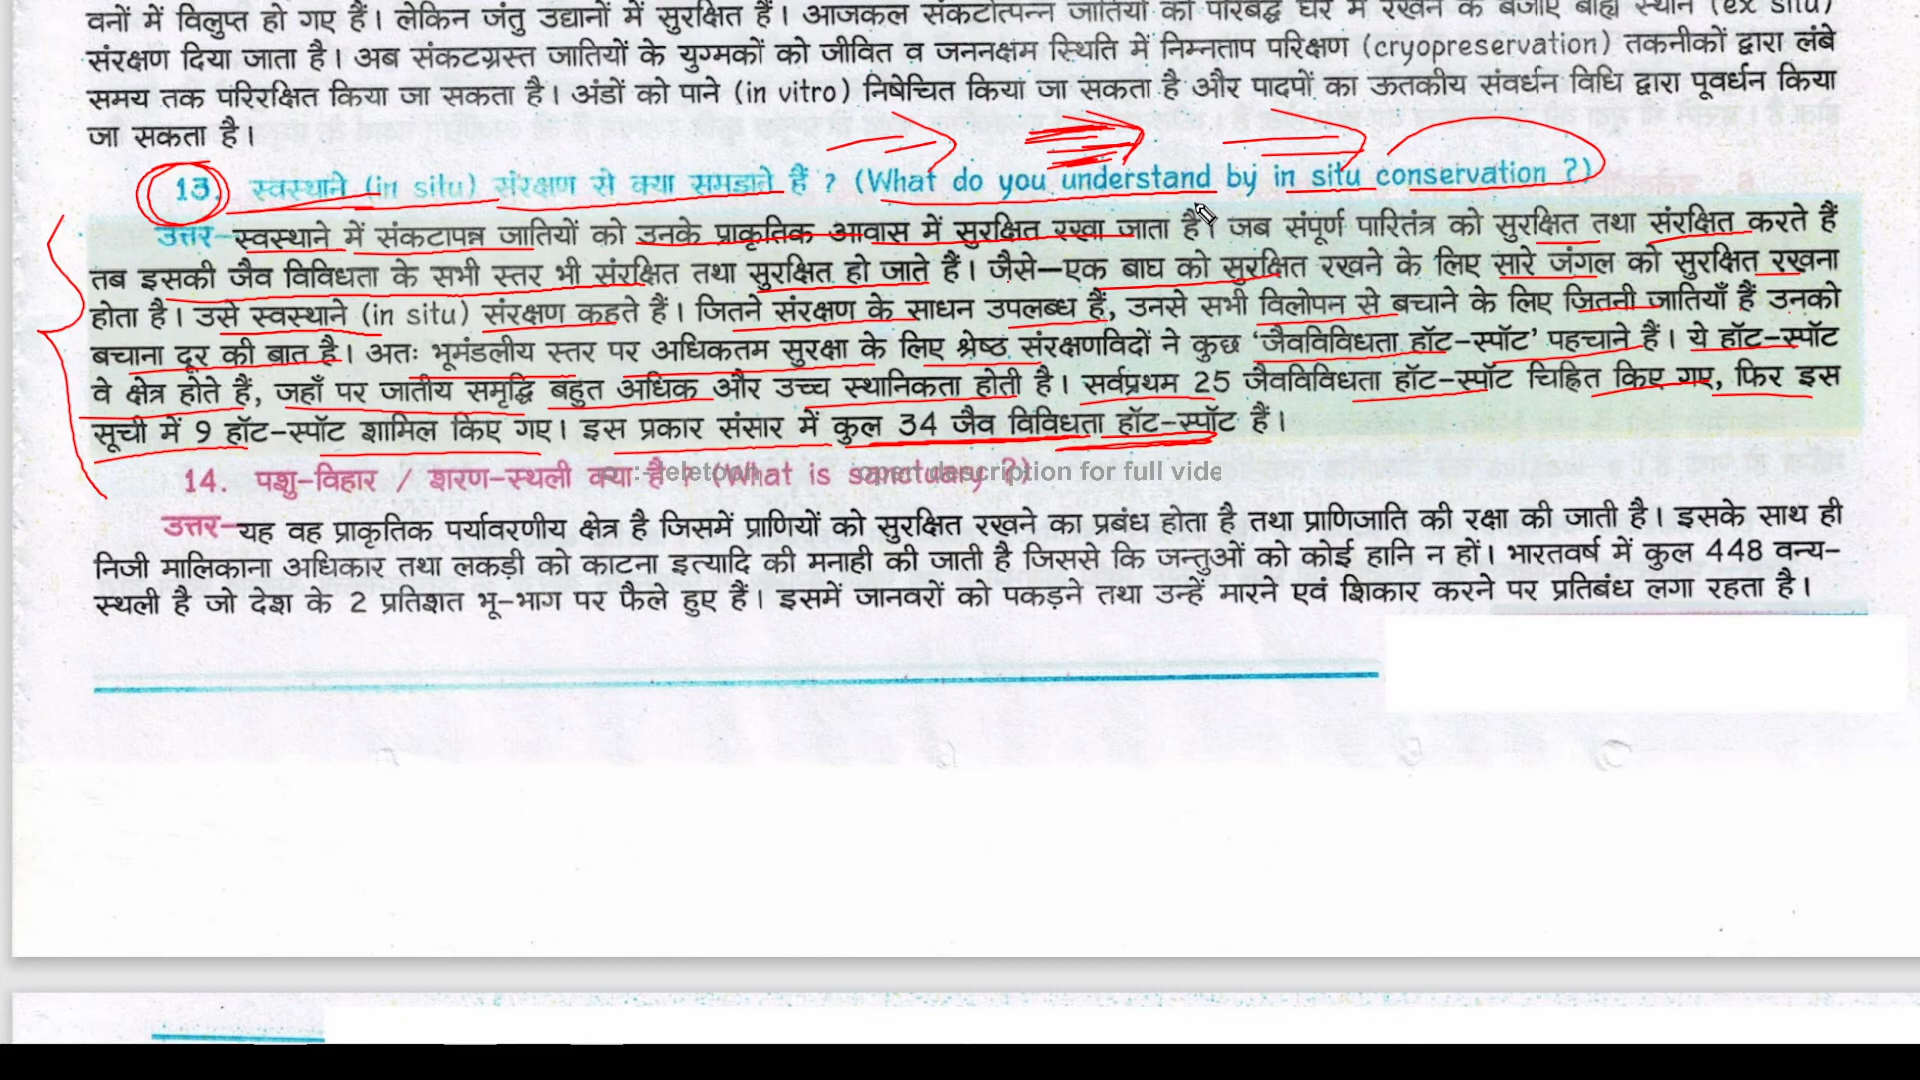 वनों में विलुप्त हो गए हैं। लेकिन जंतु उद्यानों में सुरक्षित हैं। आजकल संकटोत्पन्न जातियों को परिबद्ध घेरे में रखने के बजाए बाह्य स्थान (ex situ)
संरक्षण दिया जाता है। अब संकटग्रस्त जातियों के युग्मकों को जीवित व जननक्षम स्थिति में निम्नताप परिक्षण (cryopreservation) तकनीकों द्वारा लंबे
समय तक परिरक्षित किया जा सकता है। अंडों को पाने (in vitro) निषेचित किया जा सकता है और पादपों का ऊतकीय संवर्धन विधि द्वारा पूवर्धन किया
जा सकता है।
13. स्वस्थाने (in situ) संरक्षण से क्या समझते हैं ? (What do you understand by in situ conservation ?)
उत्तर–स्वस्थाने में संकटापन्न जातियों को उनके प्राकृतिक आवास में सुरक्षित रखा जाता है। जब संपूर्ण पारितंत्र को सुरक्षित तथा संरक्षित करते हैं
तब इसकी जैव विविधता के सभी स्तर भी संरक्षित तथा सुरक्षित हो जाते हैं। जैसे—एक बाघ को सुरक्षित रखने के लिए सारे जंगल को सुरक्षित रखना
होता है। उसे स्वस्थाने (in situ) संरक्षण कहते हैं। जितने संरक्षण के साधन उपलब्ध हैं, उनसे सभी विलोपन से बचाने के लिए जितनी जातियाँ हैं उनको
बचाना दूर की बात है। अतः भूमंडलीय स्तर पर अधिकतम सुरक्षा के लिए श्रेष्ठ संरक्षणविदों ने कुछ ‘जैवविविधता हॉट-स्पॉट’ पहचाने हैं। ये हॉट-स्पॉट
वे क्षेत्र होते हैं, जहाँ पर जातीय समृद्धि बहुत अधिक और उच्च स्थानिकता होती है। सर्वप्रथम 25 जैवविविधता हॉट-स्पॉट चिह्नित किए गए, फिर इस
सूची में 9 हॉट-स्पॉट शामिल किए गए। इस प्रकार संसार में कुल 34 जैव विविधता हॉट-स्पॉट हैं।
14. पशु-विहार / शरण-स्थली क्या है ? (What is sanctuary ?)
open description for full vide
उत्तर–यह वह प्राकृतिक पर्यावरणीय क्षेत्र है जिसमें प्राणियों को सुरक्षित रखने का प्रबंध होता है तथा प्राणिजाति की रक्षा की जाती है। इसके साथ ही
निजी मालिकाना अधिकार तथा लकड़ी को काटना इत्यादि की मनाही की जाती है जिससे कि जन्तुओं को कोई हानि न हों। भारतवर्ष में कुल 448 वन्य-
स्थली है जो देश के 2 प्रतिशत भू-भाग पर फैले हुए हैं। इसमें जानवरों को पकड़ने तथा उन्हें मारने एवं शिकार करने पर प्रतिबंध लगा रहता है।